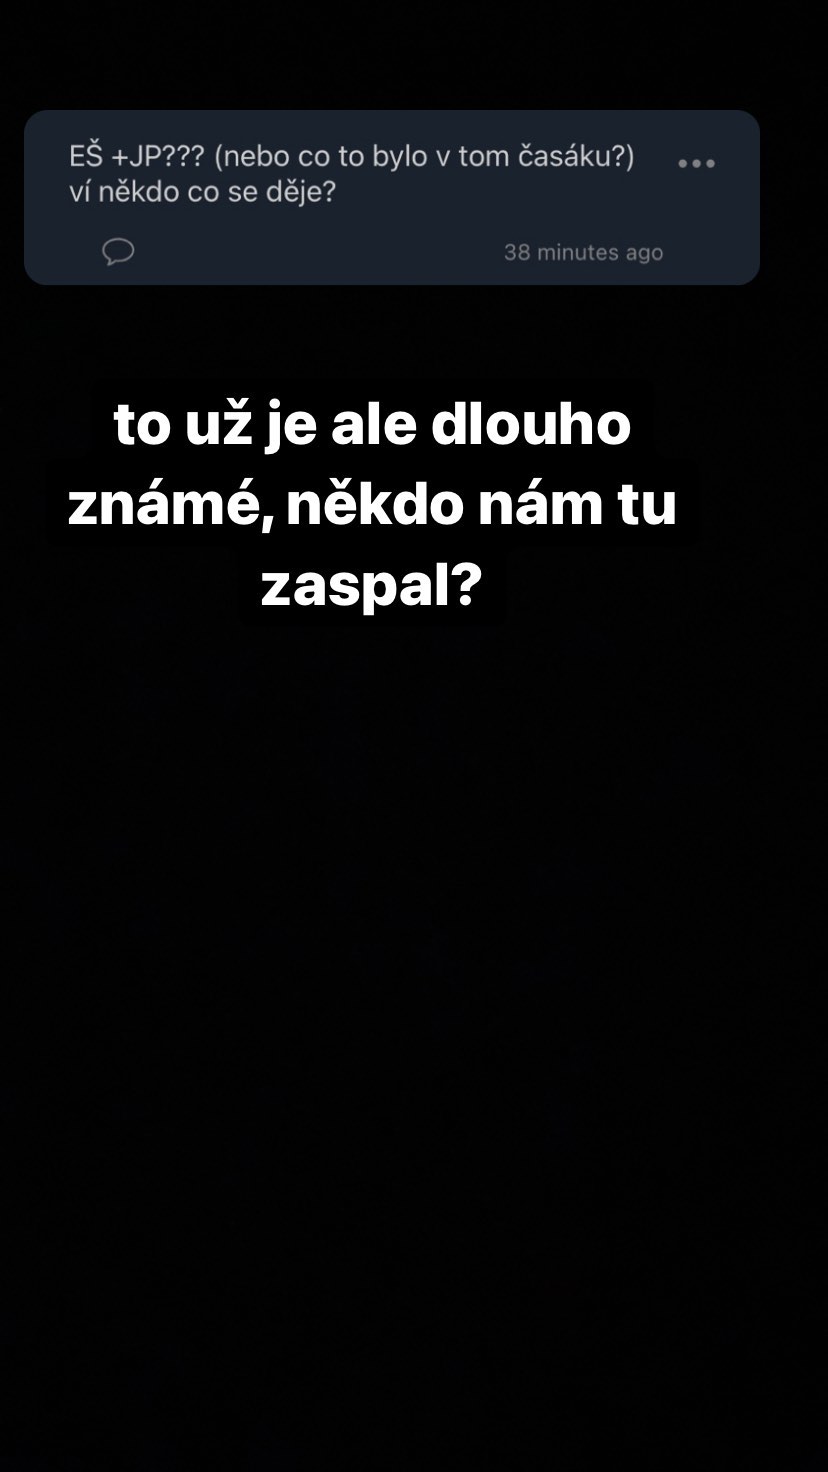 EŠ +JP??? (nebo co to bylo v tom časáku?)
ví někdo co se děje?
38 minutes ago
to už je ale dlouho
známé, někdo nám tu
zaspal?